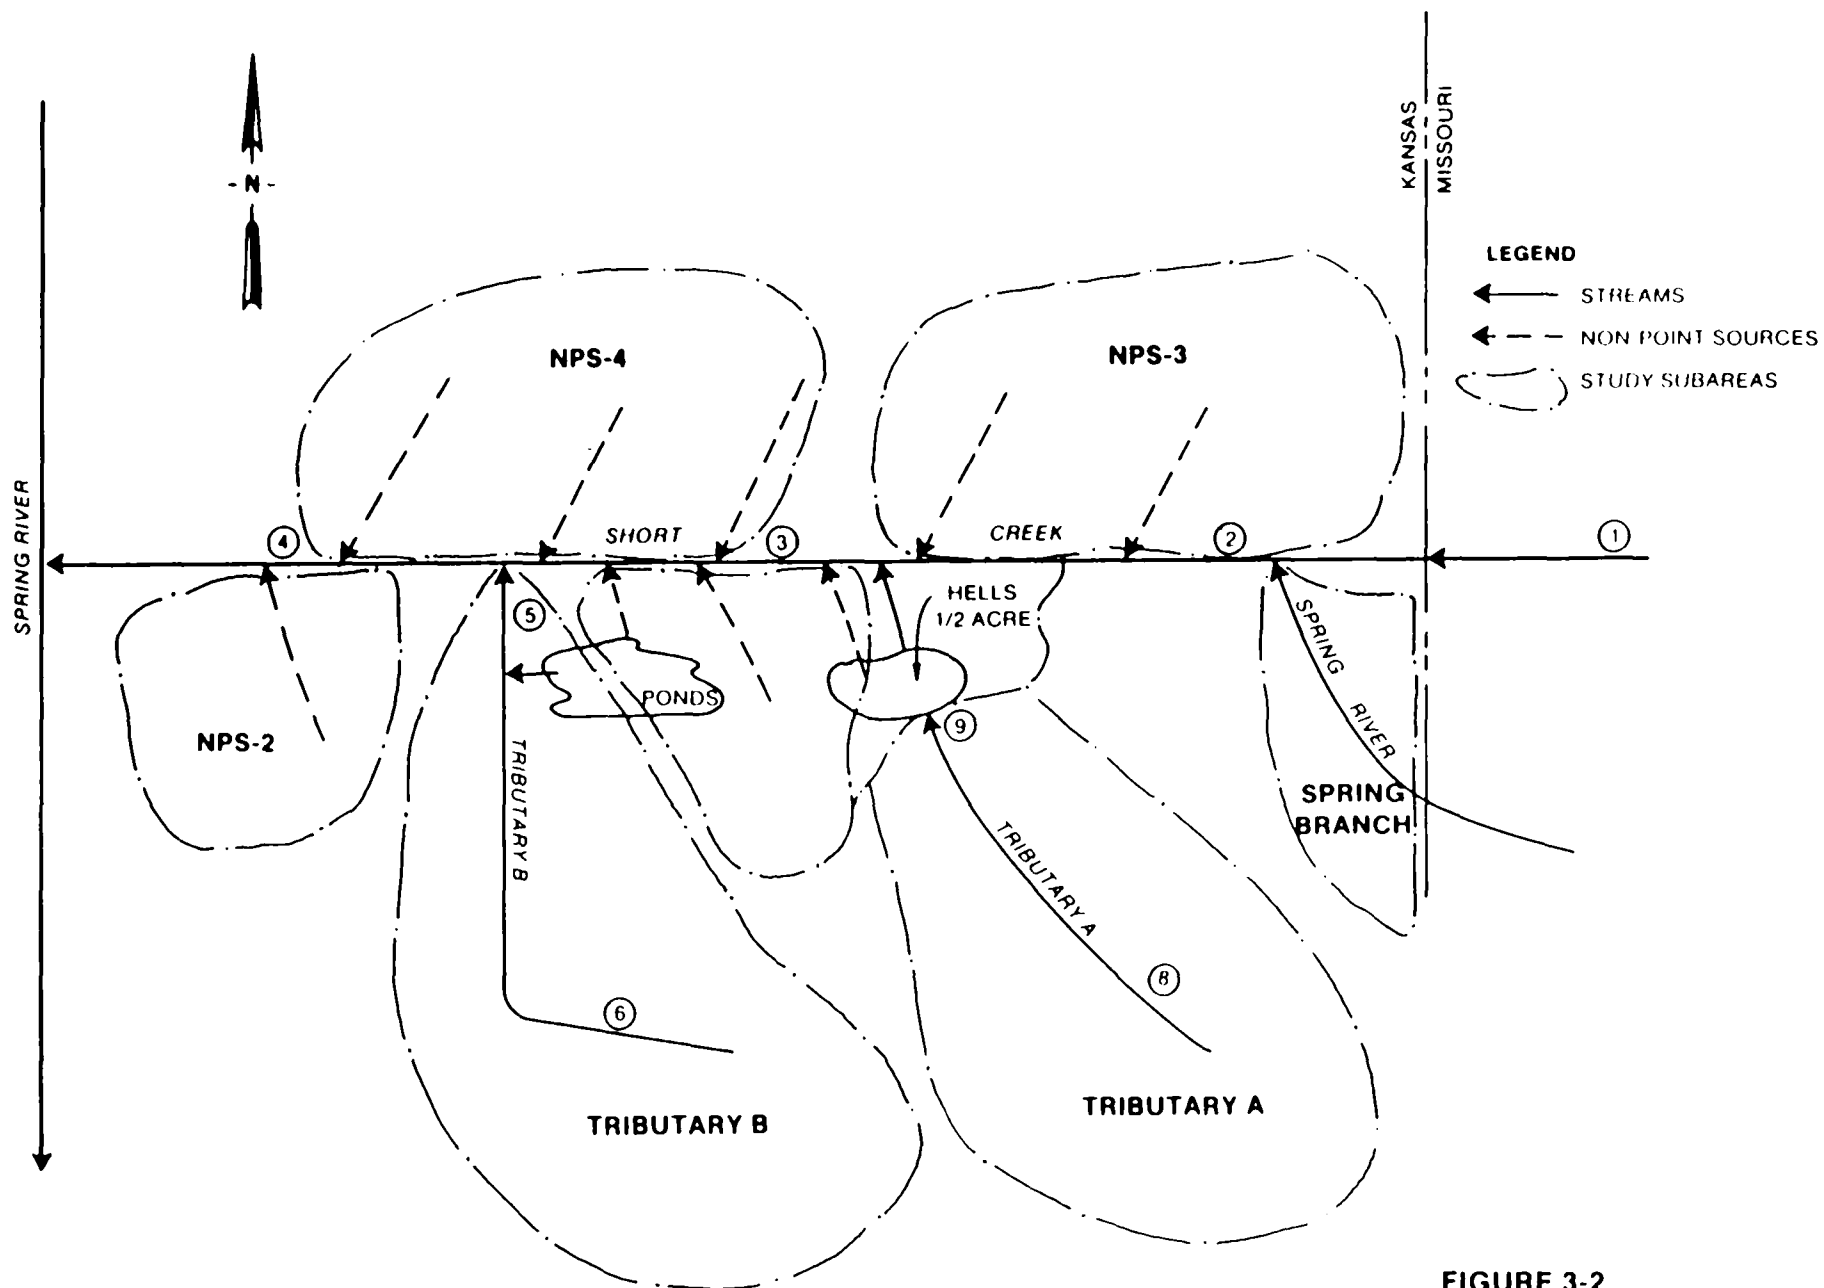 KANSAS
MISSOURI
- N -
LEGEND
STREAMS
NON POINT SOURCES
STUDY SUBAREAS
NPS-4
NPS-3
SPRING RIVER
4
SHORT
3
CREEK
2
1
5
HELLS
1/2 ACRE
SPRING
RIVER
PONDS
9
NPS-2
TRIBUTARY B
SPRING
BRANCH
TRIBUTARY A
8
6
TRIBUTARY B
TRIBUTARY A
FIGURE 3-2